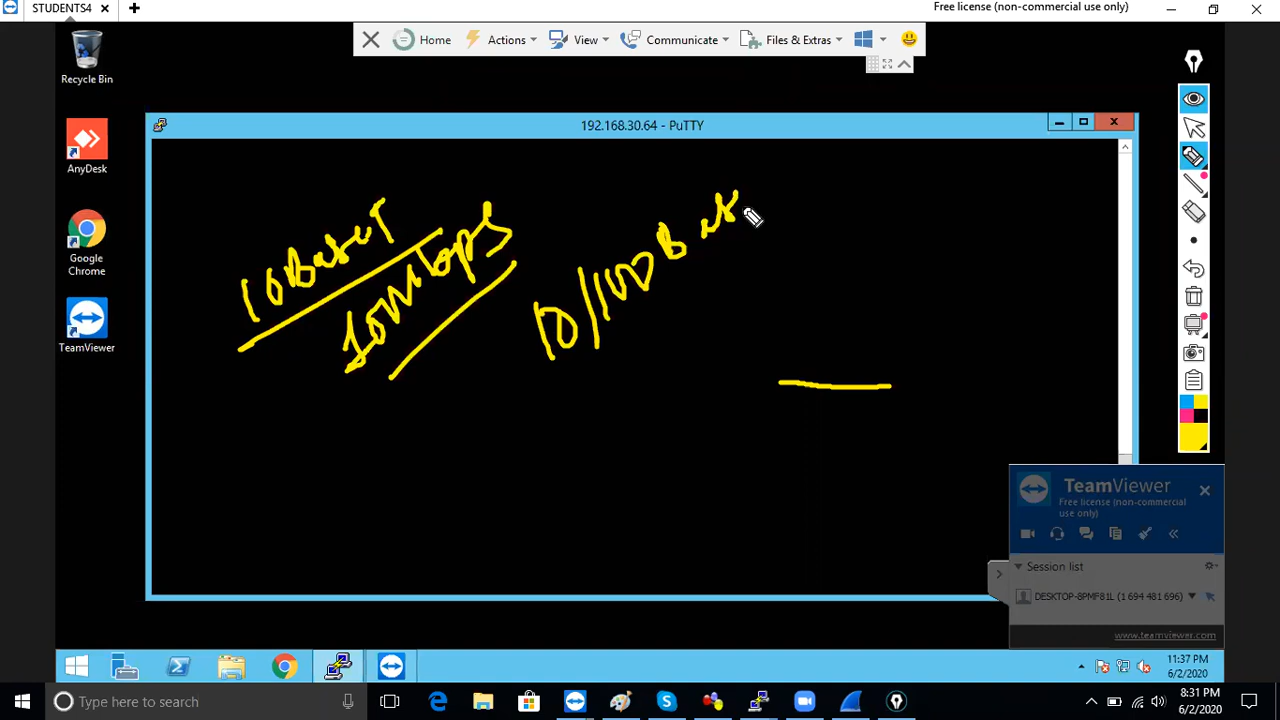 STUDENTS4
Free license (non-commercial use only)
Home
Actions
View
Communicate
Files & Extras
Recycle Bin
AnyDesk
Google
Chrome
TeamViewer
192.168.30.64 - PuTTY
10BaseT
10Mbps
10/100Bas
TeamViewer
Free license (non-commercial
use only)
Session list
DESKTOP-8PMF81L (1 694 481 696)
www.teamviewer.com
11:37 PM
6/2/2020
Type here to search
8:31 PM
6/2/2020